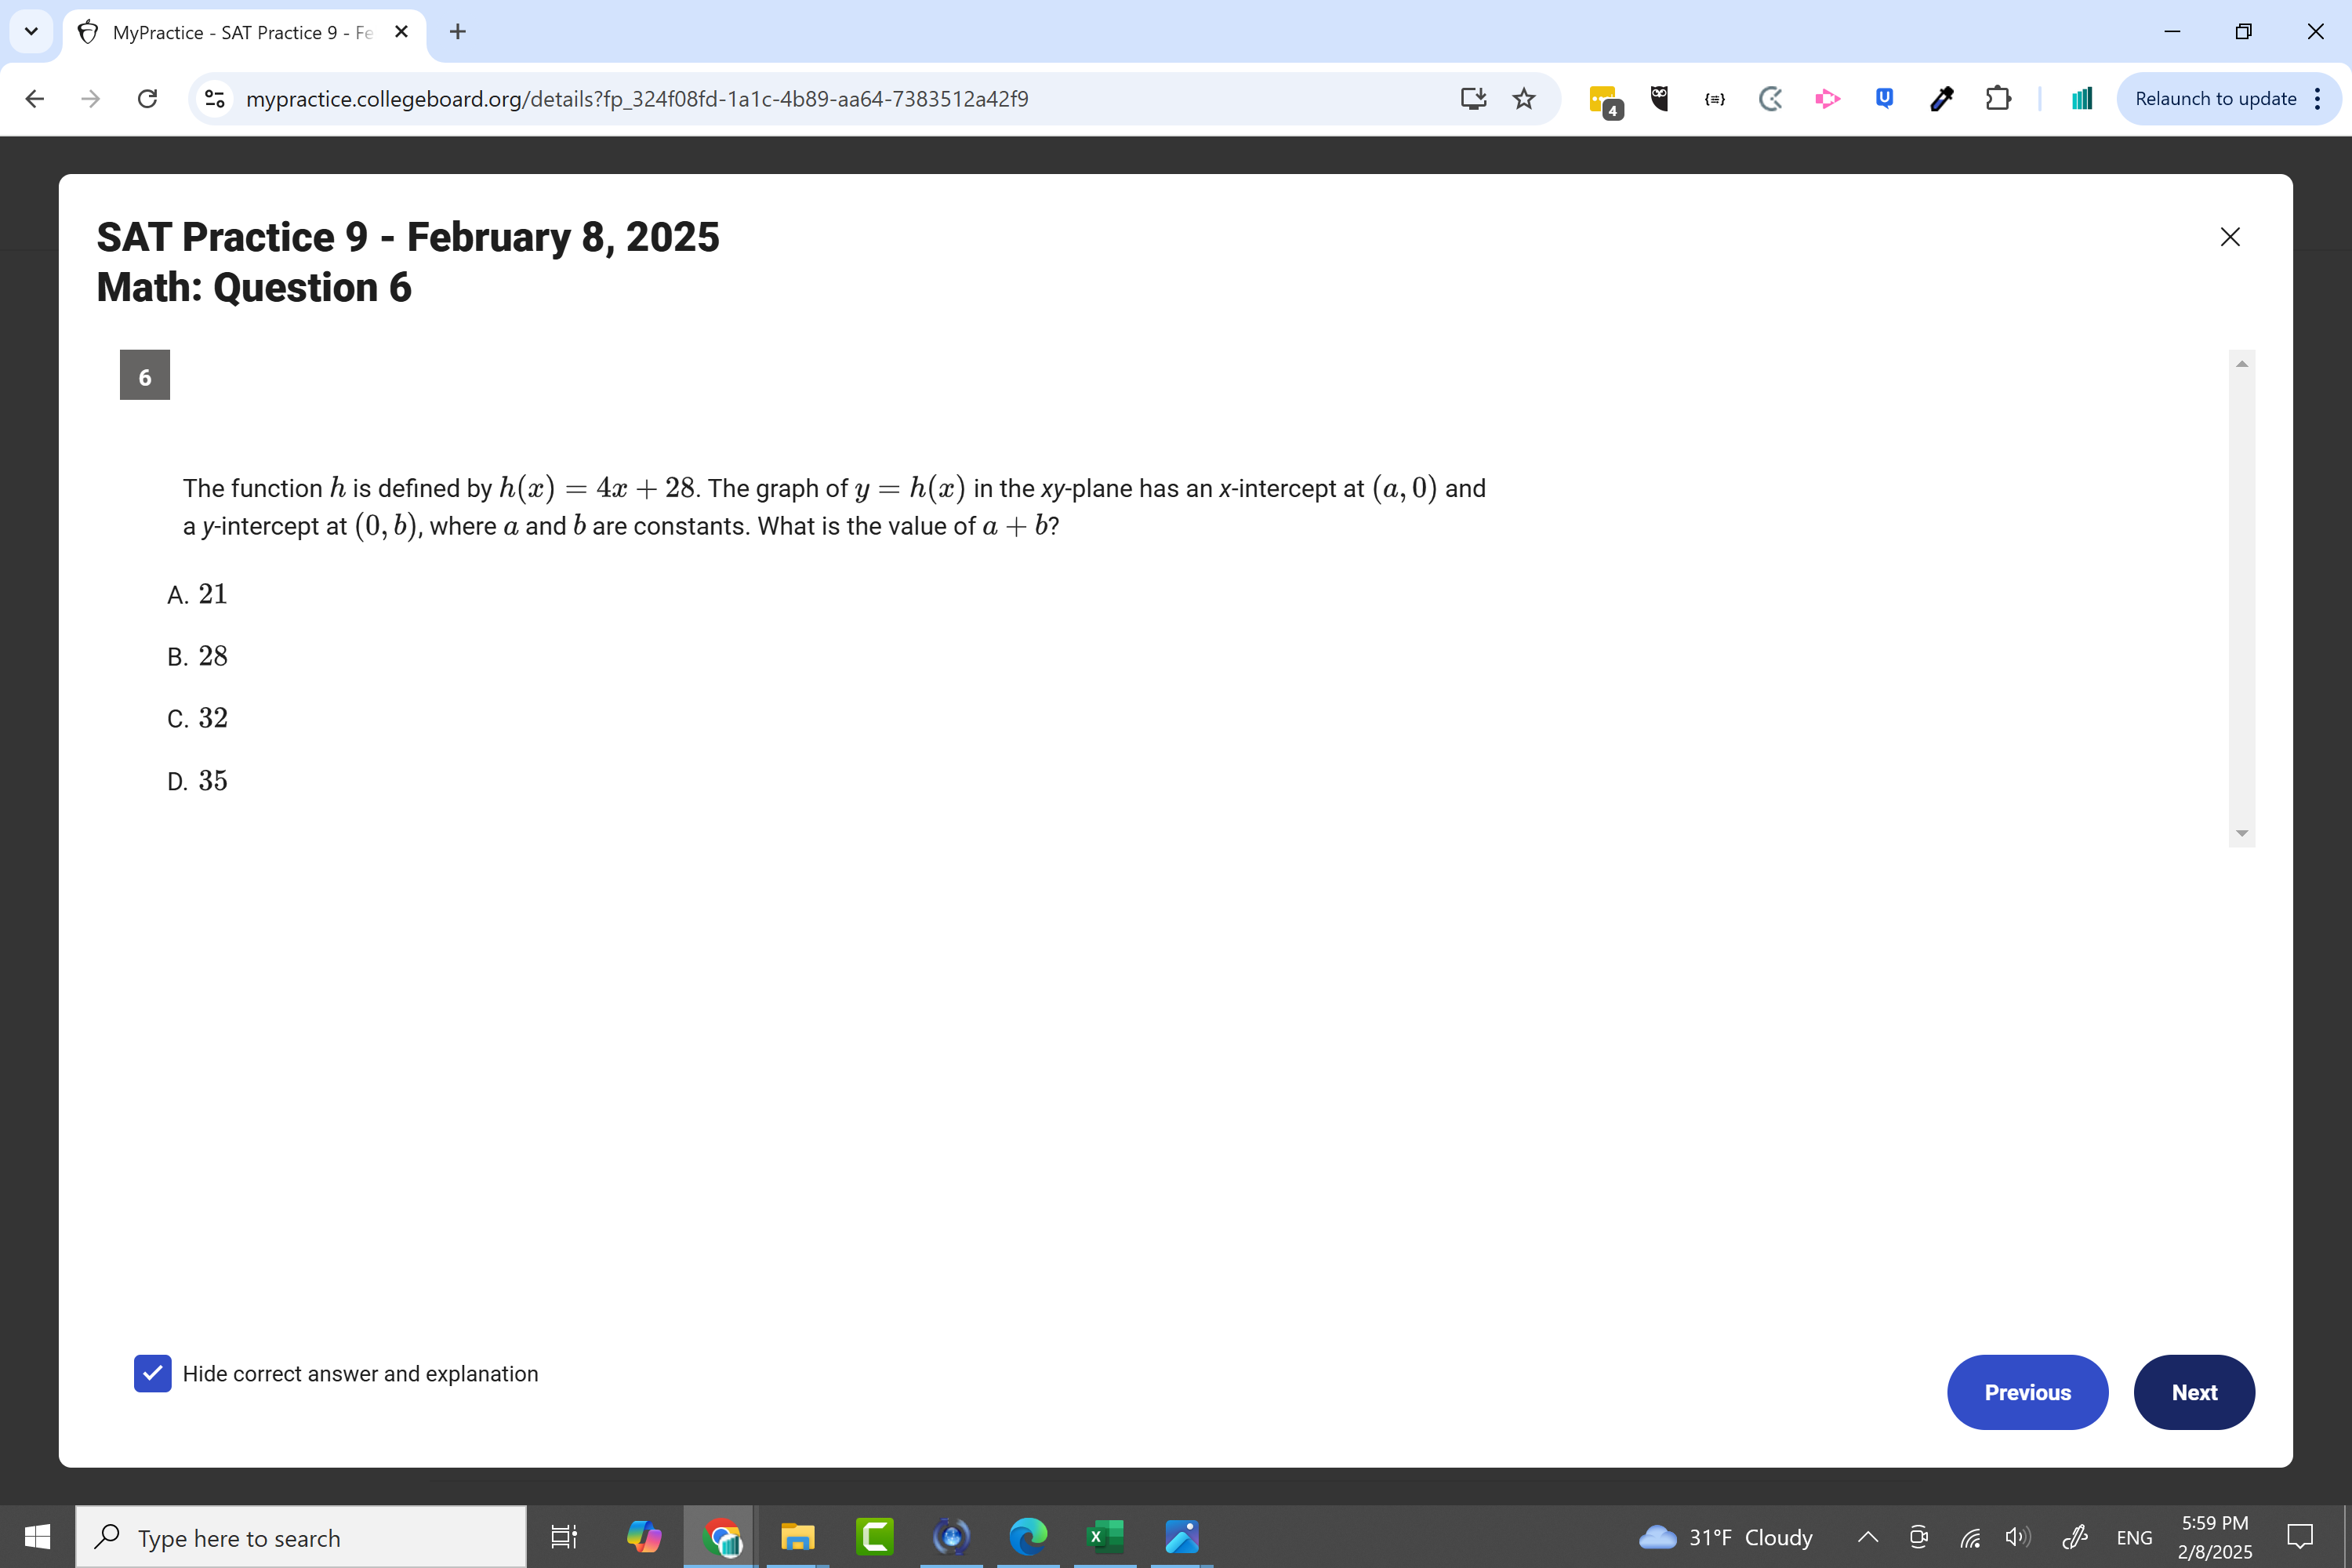 MyPractice - SAT Practice 9 - Fe
mypractice.collegeboard.org/details?fp_324f08fd-1a1c-4b89-aa64-7383512a42f9
4
Relaunch to update
SAT Practice 9 - February 8, 2025
Math: Question 6
6
The function h is defined by h(x) = 4x + 28. The graph of y = h(x) in the xy-plane has an x-intercept at (a, 0) and
a y-intercept at (0, b), where a and b are constants. What is the value of a + b?
A. 21
B. 28
C. 32
D. 35
Hide correct answer and explanation
Previous
Next
Type here to search
31°F Cloudy
ENG
5:59 PM
2/8/2025